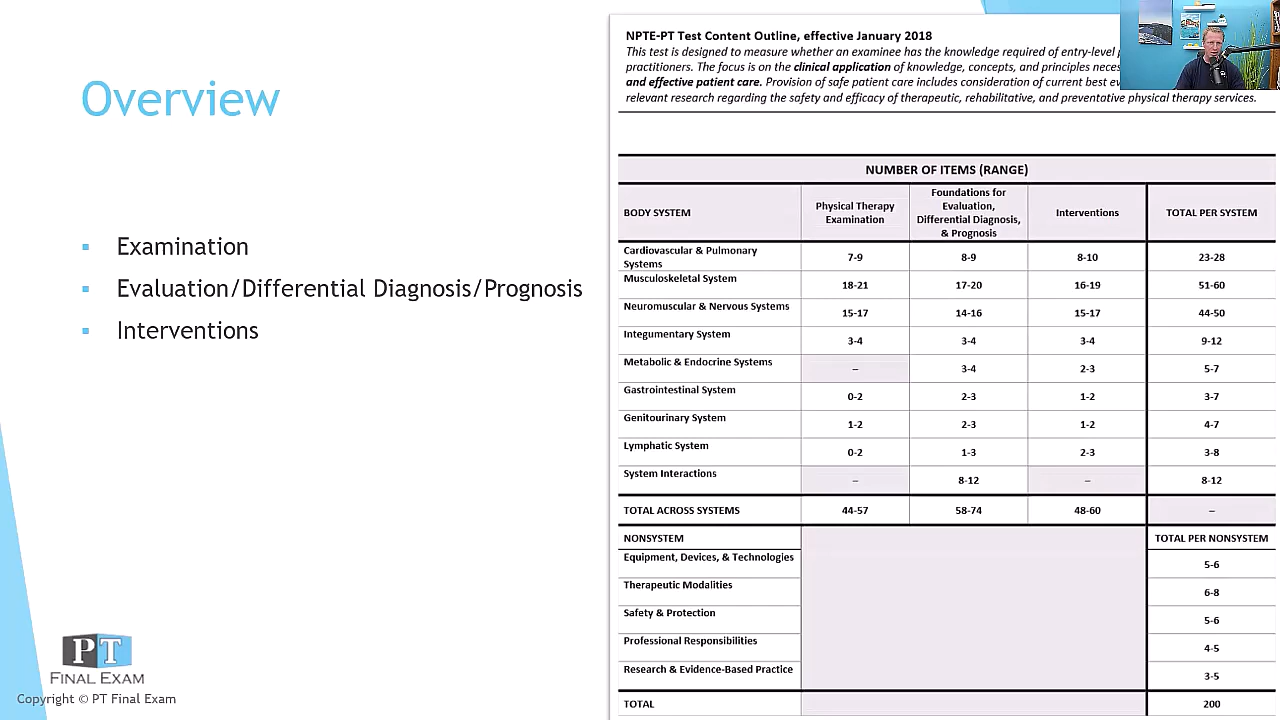 Overview
▪ Examination
▪ Evaluation/Differential Diagnosis/Prognosis
▪ Interventions
PT
FINAL EXAM
Copyright © PT Final Exam
NPTE-PT Test Content Outline, effective January 2018
This test is designed to measure whether an examinee has the knowledge required of entry-level
practitioners. The focus is on the clinical application of knowledge, concepts, and principles
and effective patient care. Provision of safe patient care includes consideration of current best
relevant research regarding the safety and efficacy of therapeutic, rehabilitative, and preventative physical therapy services.
NUMBER OF ITEMS (RANGE)
BODY SYSTEM | Physical Therapy Examination | Foundations for Evaluation, Differential Diagnosis, & Prognosis | Interventions | TOTAL PER SYSTEM
Cardiovascular & Pulmonary Systems | 7-9 | 8-9 | 8-10 | 23-28
Musculoskeletal System | 18-21 | 17-20 | 16-19 | 51-60
Neuromuscular & Nervous Systems | 15-17 | 14-16 | 15-17 | 44-50
Integumentary System | 3-4 | 3-4 | 3-4 | 9-12
Metabolic & Endocrine Systems | – | 3-4 | 2-3 | 5-7
Gastrointestinal System | 0-2 | 2-3 | 1-2 | 3-7
Genitourinary System | 1-2 | 2-3 | 1-2 | 4-7
Lymphatic System | 0-2 | 1-3 | 2-3 | 3-8
System Interactions | – | 8-12 | – | 8-12
TOTAL ACROSS SYSTEMS | 44-57 | 58-74 | 48-60 | –
NONSYSTEM | TOTAL PER NONSYSTEM
Equipment, Devices, & Technologies | 5-6
Therapeutic Modalities | 6-8
Safety & Protection | 5-6
Professional Responsibilities | 4-5
Research & Evidence-Based Practice | 3-5
TOTAL | 200